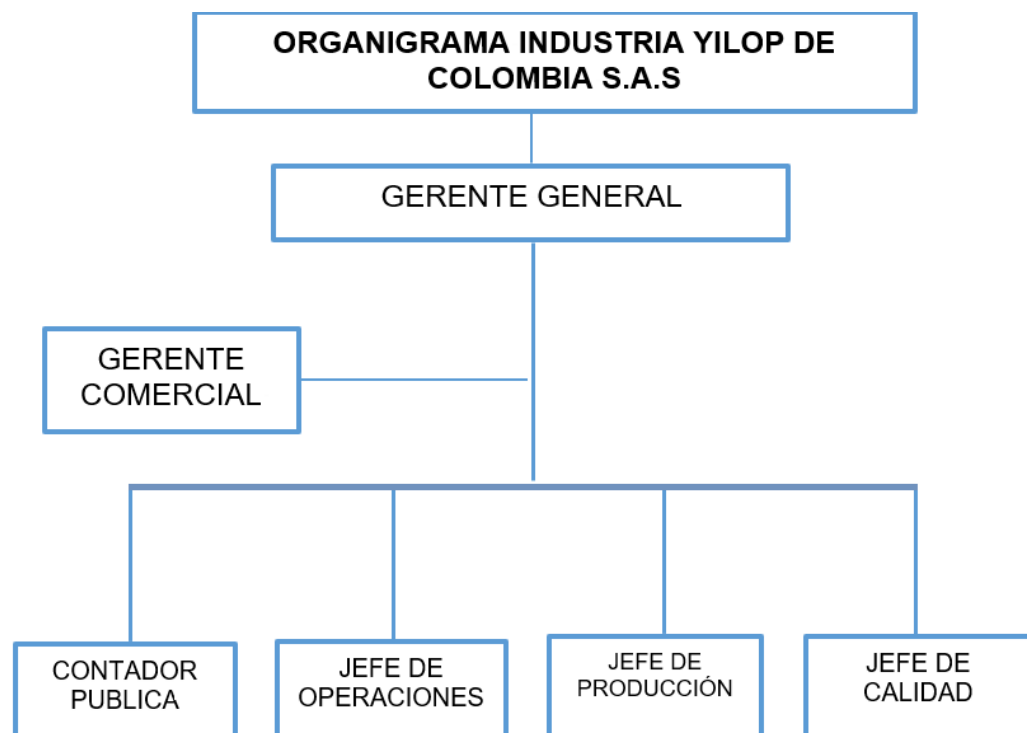 ORGANIGRAMA INDUSTRIA YILOP DE
COLOMBIA S.A.S
GERENTE GENERAL
GERENTE
COMERCIAL
CONTADOR
PUBLICA
JEFE DE
OPERACIONES
JEFE DE
PRODUCCIÓN
JEFE DE
CALIDAD